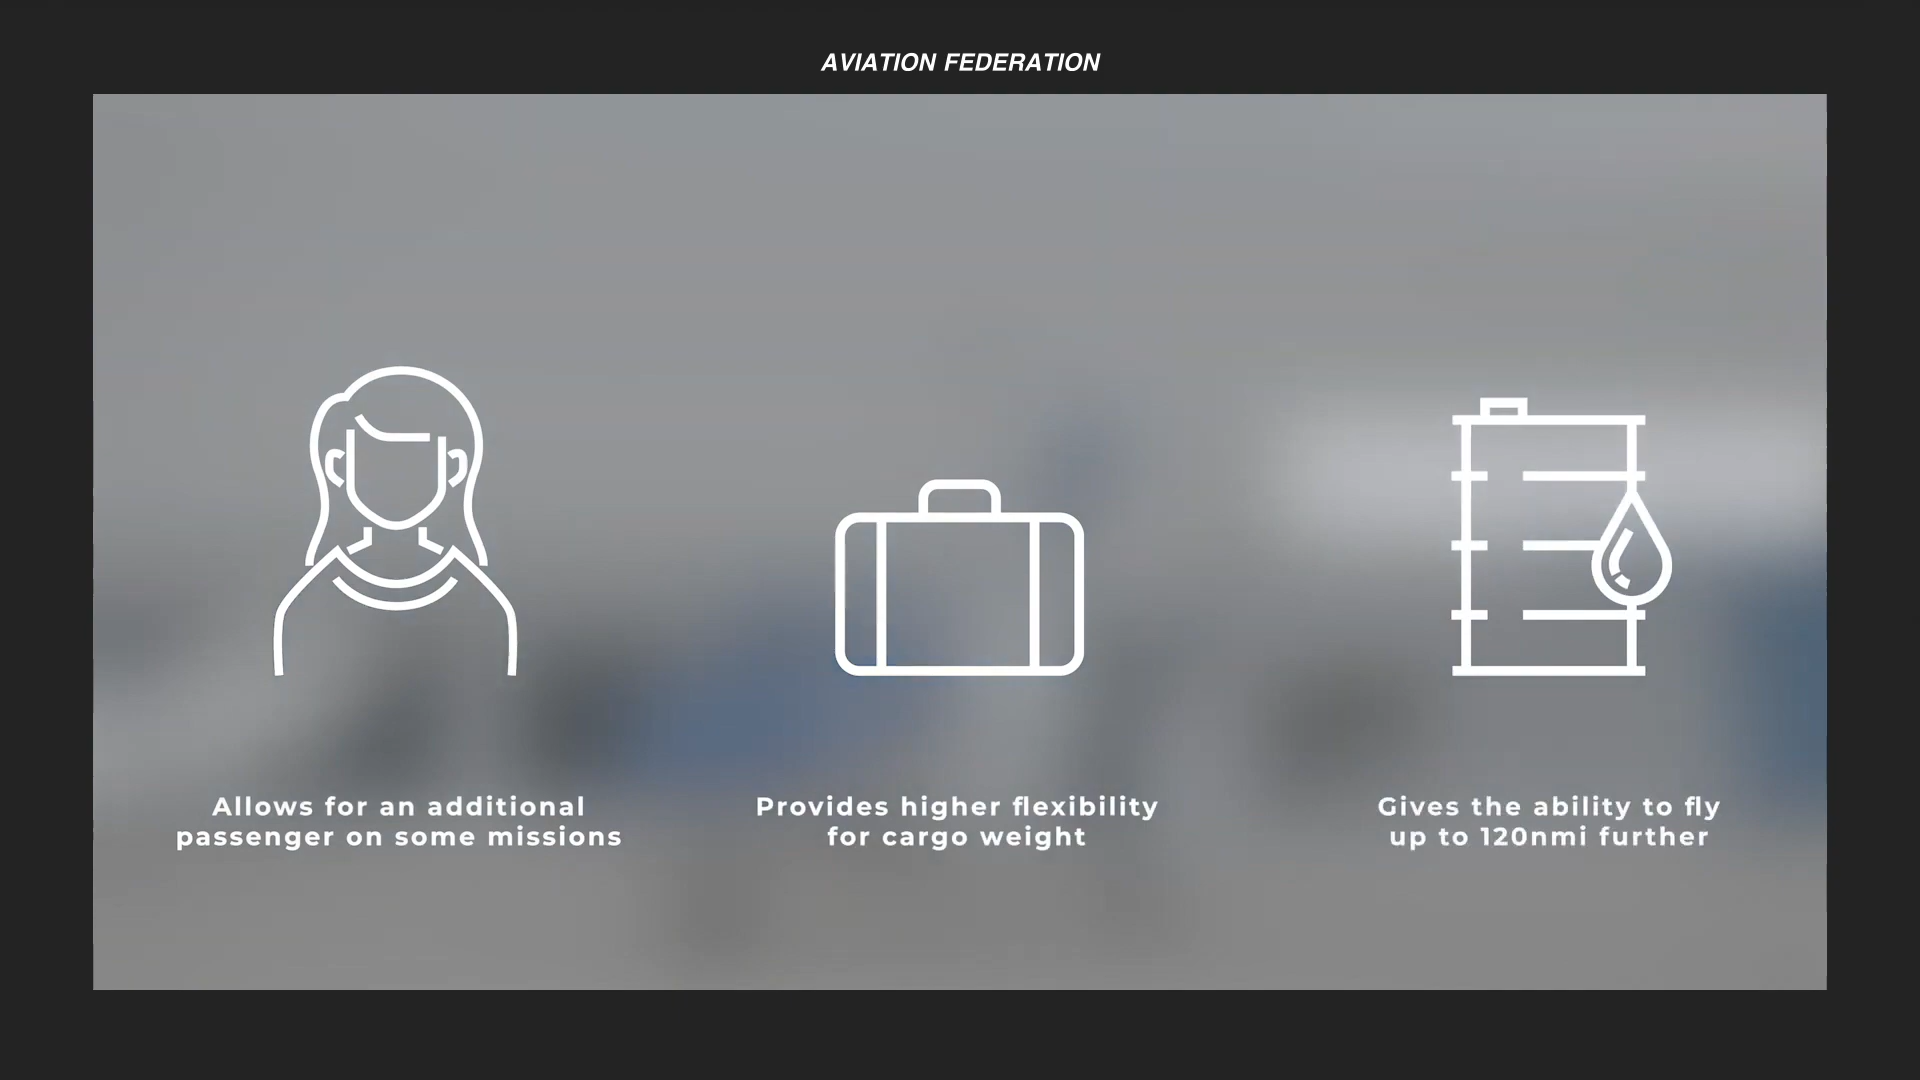 AVIATION FEDERATION
Allows for an additional
passenger on some missions
Provides higher flexibility
for cargo weight
Gives the ability to fly
up to 120nmi further